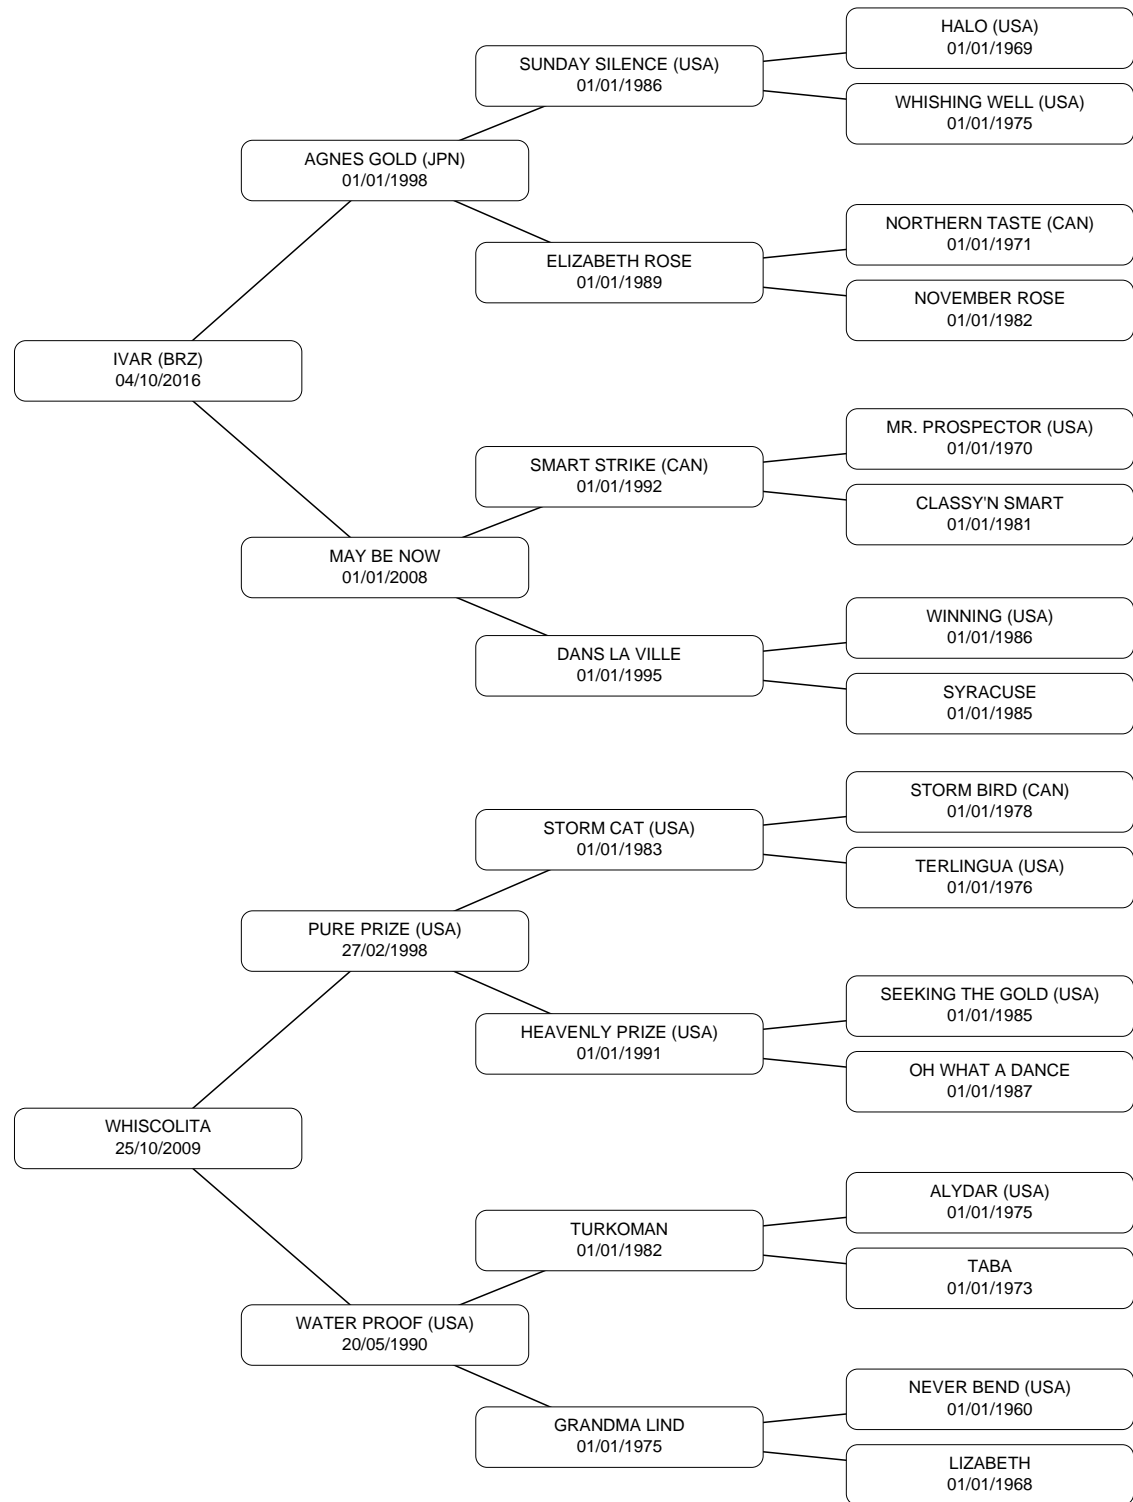 HALO (USA)
01/01/1969
SUNDAY SILENCE (USA)
01/01/1986
WHISHING WELL (USA)
01/01/1975
AGNES GOLD (JPN)
01/01/1998
NORTHERN TASTE (CAN)
01/01/1971
ELIZABETH ROSE
01/01/1989
NOVEMBER ROSE
01/01/1982
IVAR (BRZ)
04/10/2016
MR. PROSPECTOR (USA)
01/01/1970
SMART STRIKE (CAN)
01/01/1992
CLASSY'N SMART
01/01/1981
MAY BE NOW
01/01/2008
WINNING (USA)
01/01/1986
DANS LA VILLE
01/01/1995
SYRACUSE
01/01/1985
STORM BIRD (CAN)
01/01/1978
STORM CAT (USA)
01/01/1983
TERLINGUA (USA)
01/01/1976
PURE PRIZE (USA)
27/02/1998
SEEKING THE GOLD (USA)
01/01/1985
HEAVENLY PRIZE (USA)
01/01/1991
OH WHAT A DANCE
01/01/1987
WHISCOLITA
25/10/2009
ALYDAR (USA)
01/01/1975
TURKOMAN
01/01/1982
TABA
01/01/1973
WATER PROOF (USA)
20/05/1990
NEVER BEND (USA)
01/01/1960
GRANDMA LIND
01/01/1975
LIZABETH
01/01/1968